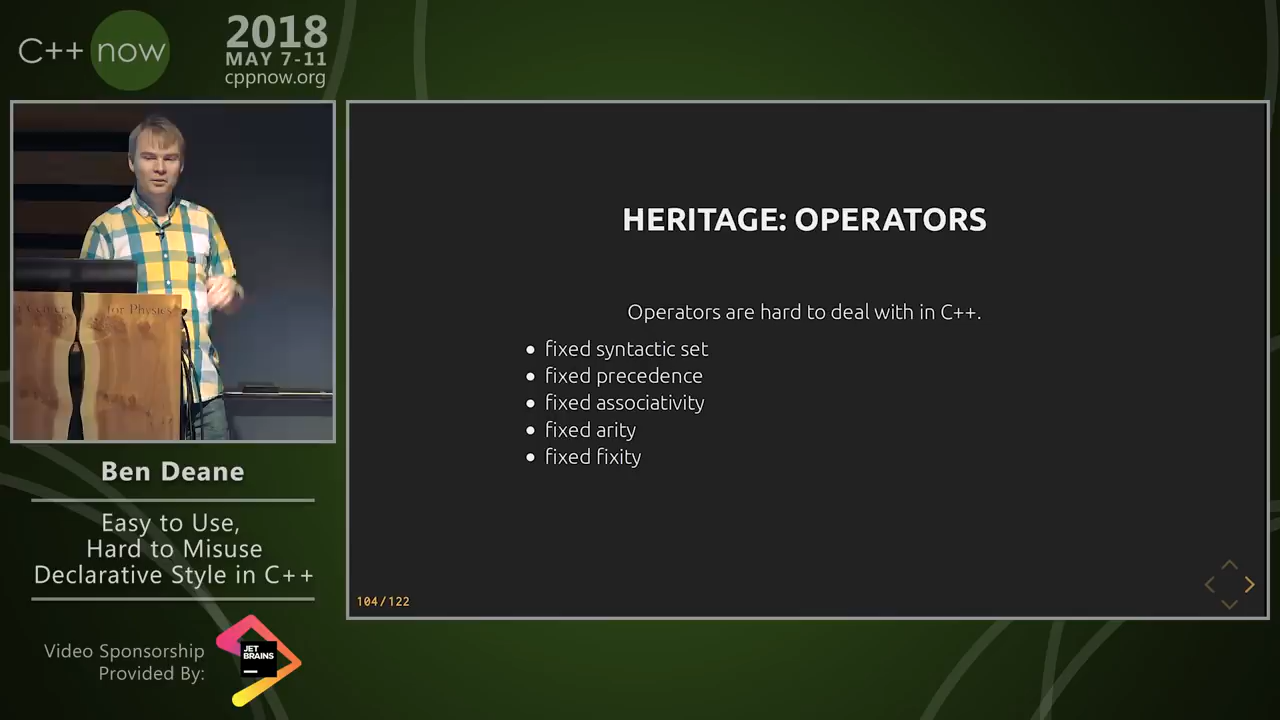 C++ now
2018
MAY 7-11
cppnow.org
for Physics
Ben Deane
Easy to Use,
Hard to Misuse
Declarative Style in C++
Video Sponsorship
Provided By:
JET
BRAINS
HERITAGE: OPERATORS
Operators are hard to deal with in C++.
• fixed syntactic set
• fixed precedence
• fixed associativity
• fixed arity
• fixed fixity
104/122